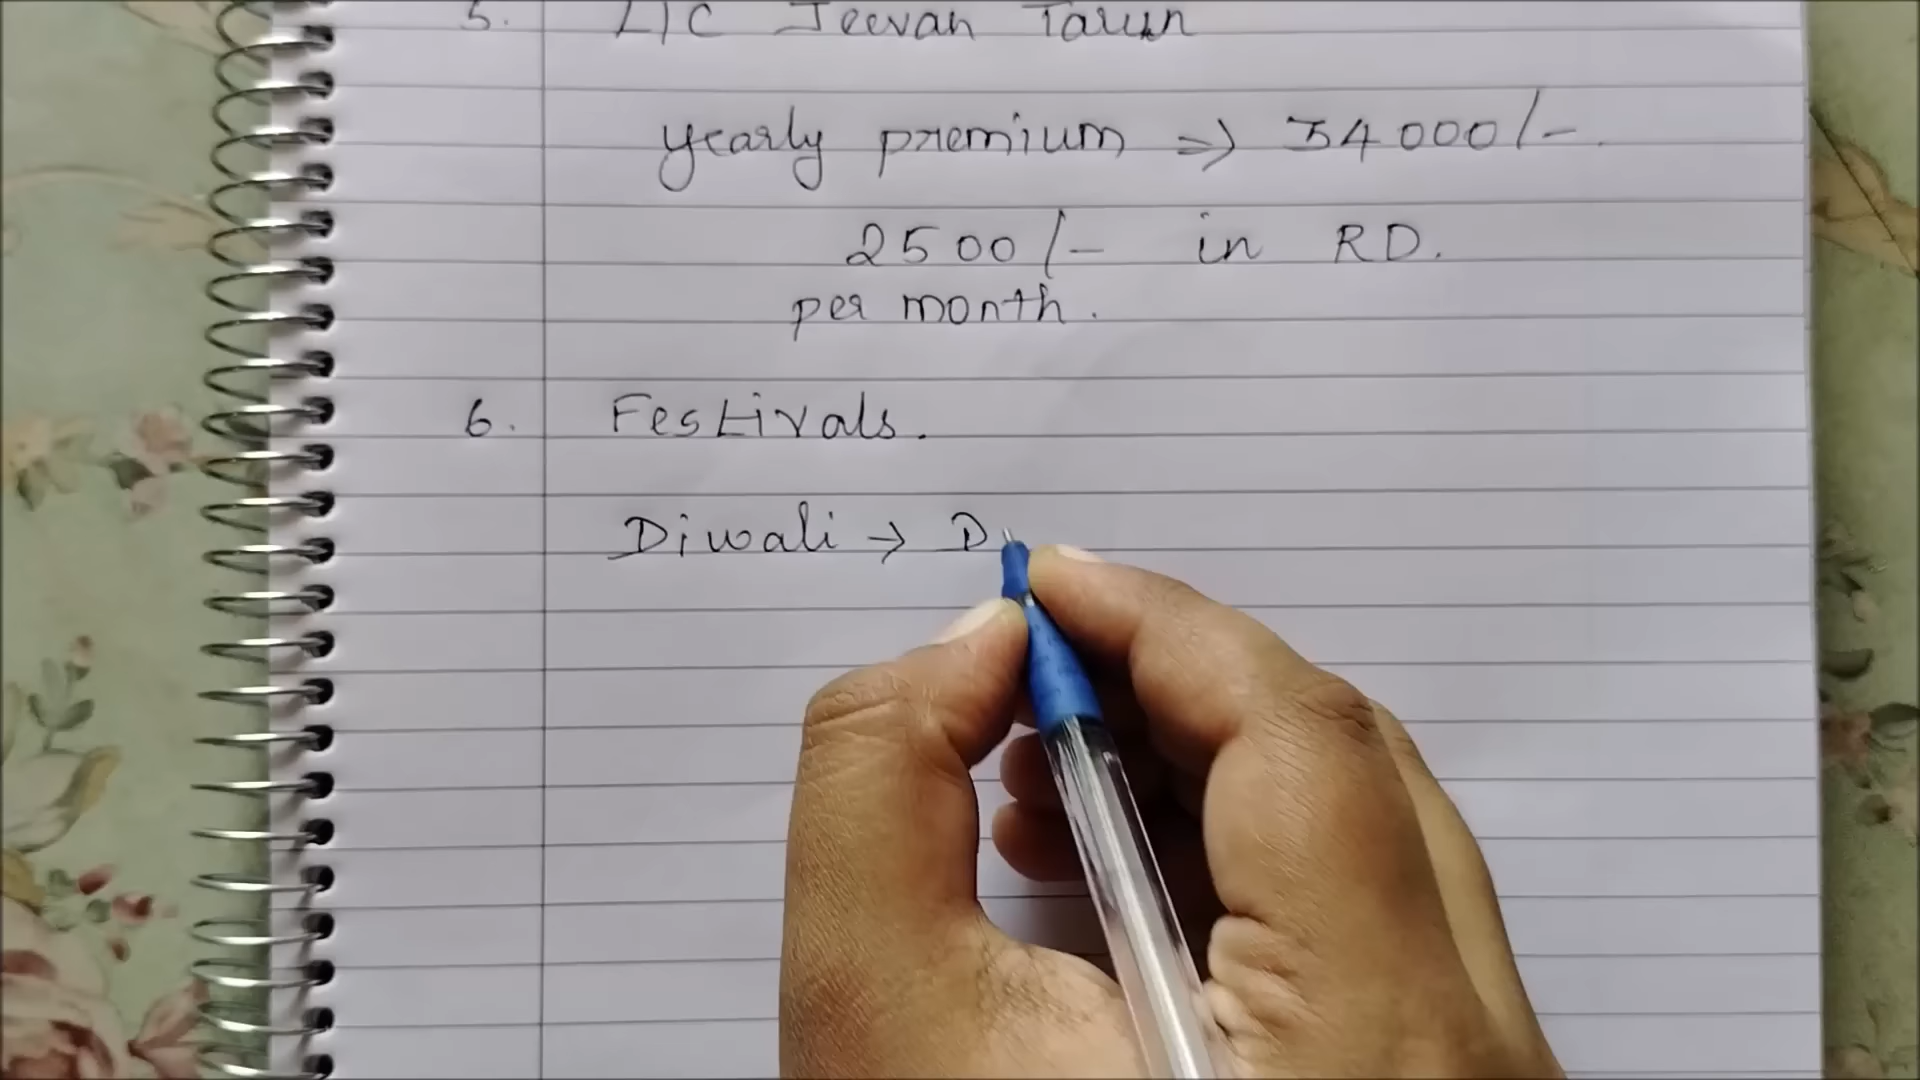 5. LIC Jeevan Tarun
yearly premium => 34000/-.
2500/- in RD.
per month.
6. Festivals.
Diwali → D